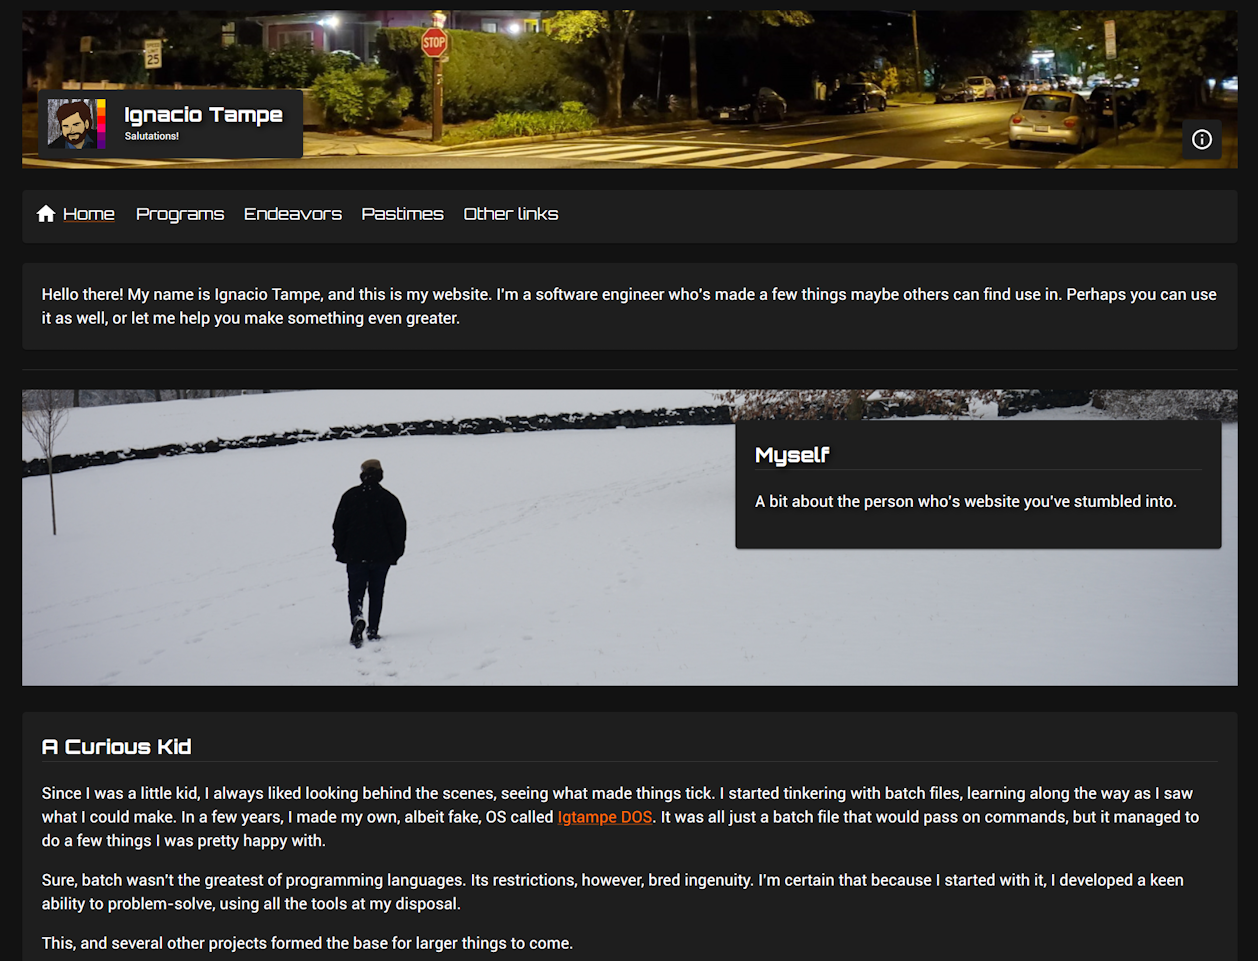 STOP
25
Ignacio Tampe
Salutations!
Home Programs Endeavors Pastimes Other links
Hello there! My name is Ignacio Tampe, and this is my website. I'm a software engineer who's made a few things maybe others can find use in. Perhaps you can use
it as well, or let me help you make something even greater.
Myself
A bit about the person who's website you've stumbled into.
A Curious Kid
Since I was a little kid, I always liked looking behind the scenes, seeing what made things tick. I started tinkering with batch files, learning along the way as I saw
what I could make. In a few years, I made my own, albeit fake, OS called Igtampe DOS. It was all just a batch file that would pass on commands, but it managed to
do a few things I was pretty happy with.
Sure, batch wasn't the greatest of programming languages. Its restrictions, however, bred ingenuity. I'm certain that because I started with it, I developed a keen
ability to problem-solve, using all the tools at my disposal.
This, and several other projects formed the base for larger things to come.